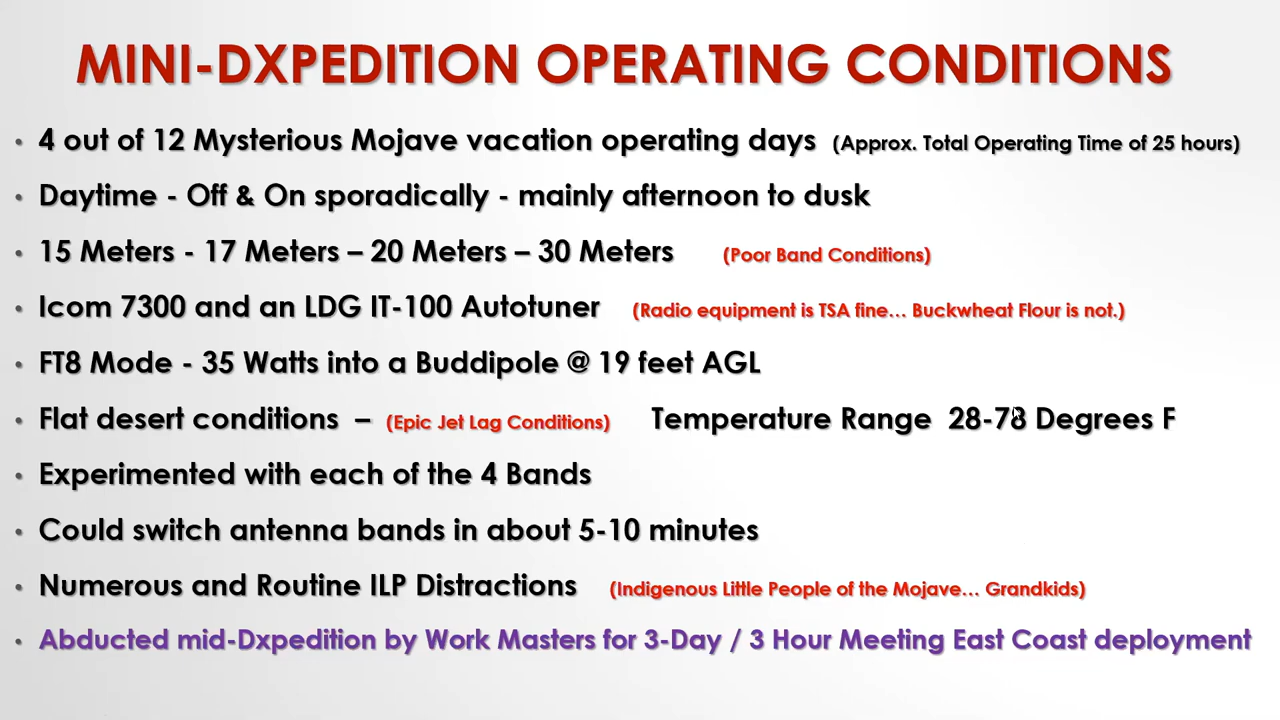 MINI-DXPEDITION OPERATING CONDITIONS
• 4 out of 12 Mysterious Mojave vacation operating days (Approx. Total Operating Time of 25 hours)
• Daytime - Off & On sporadically - mainly afternoon to dusk
• 15 Meters - 17 Meters – 20 Meters – 30 Meters (Poor Band Conditions)
• Icom 7300 and an LDG IT-100 Autotuner (Radio equipment is TSA fine… Buckwheat Flour is not.)
• FT8 Mode - 35 Watts into a Buddipole @ 19 feet AGL
• Flat desert conditions – (Epic Jet Lag Conditions) Temperature Range 28-78 Degrees F
• Experimented with each of the 4 Bands
• Could switch antenna bands in about 5-10 minutes
• Numerous and Routine ILP Distractions (Indigenous Little People of the Mojave… Grandkids)
• Abducted mid-Dxpedition by Work Masters for 3-Day / 3 Hour Meeting East Coast deployment